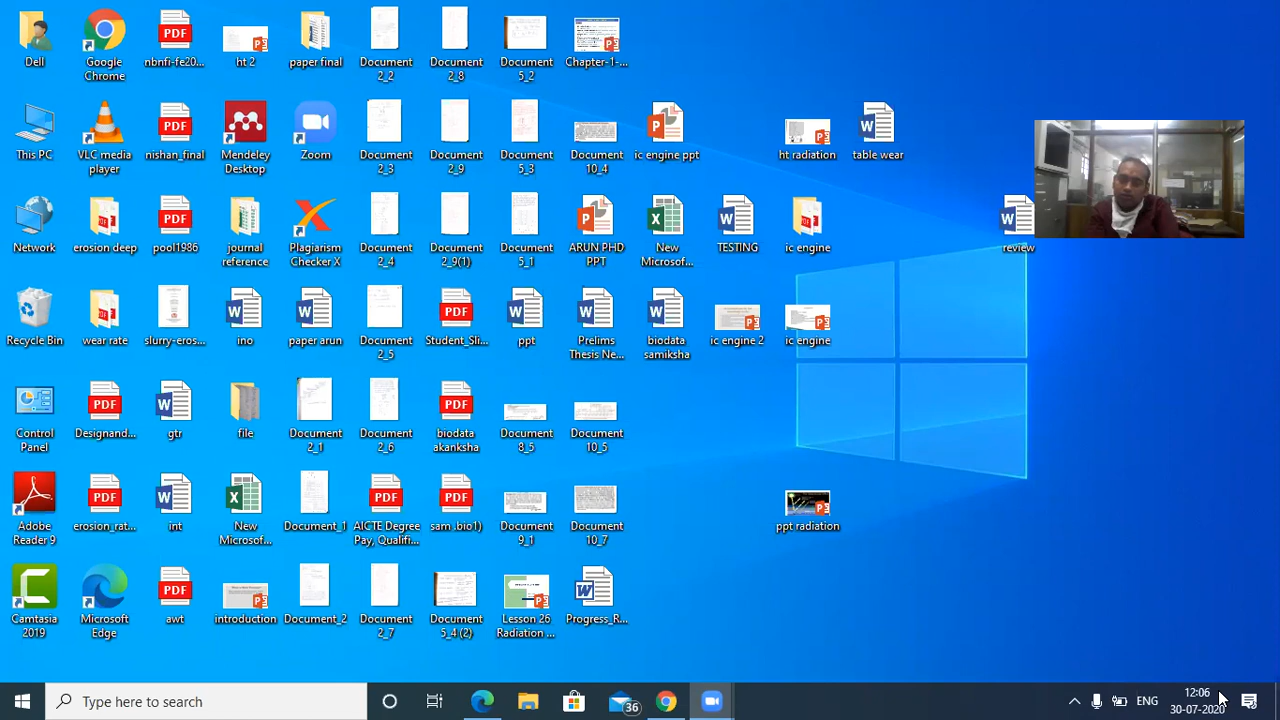 Dell
Google
Chrome
nbnfi-fe20...
ht 2
paper final
Document
2_2
Document
2_8
Document
5_2
Chapter-1-...
This PC
VLC media
player
nishan_final
Mendeley
Desktop
Zoom
Document
2_3
Document
2_9
Document
5_3
Document
10_4
ic engine ppt
ht radiation
table wear
Network
erosion deep
pool1986
journal
reference
Plagiarism
Checker X
Document
2_4
Document
2_9(1)
Document
5_1
ARUN PHD
PPT
New
Microsof...
TESTING
ic engine
review
Recycle Bin
wear rate
slurry-eros...
ino
paper arun
Document
2_5
Student_Sli...
ppt
Prelims
Thesis Ne...
biodata
samiksha
ic engine 2
ic engine
Control
Panel
Designand...
gtr
file
Document
2_1
Document
2_6
biodata
akanksha
Document
8_5
Document
10_5
Adobe
Reader 9
erosion_rat...
int
New
Microsof...
Document_1
AICTE Degree
Pay, Qualifi...
sam .bio1)
Document
9_1
Document
10_7
ppt radiation
Camtasia
2019
Microsoft
Edge
awt
introduction
Document_2
Document
2_7
Document
5_4 (2)
Lesson 26
Radiation ...
Progress_R...
Type here to search
36
ENG
12:06
30-07-2020